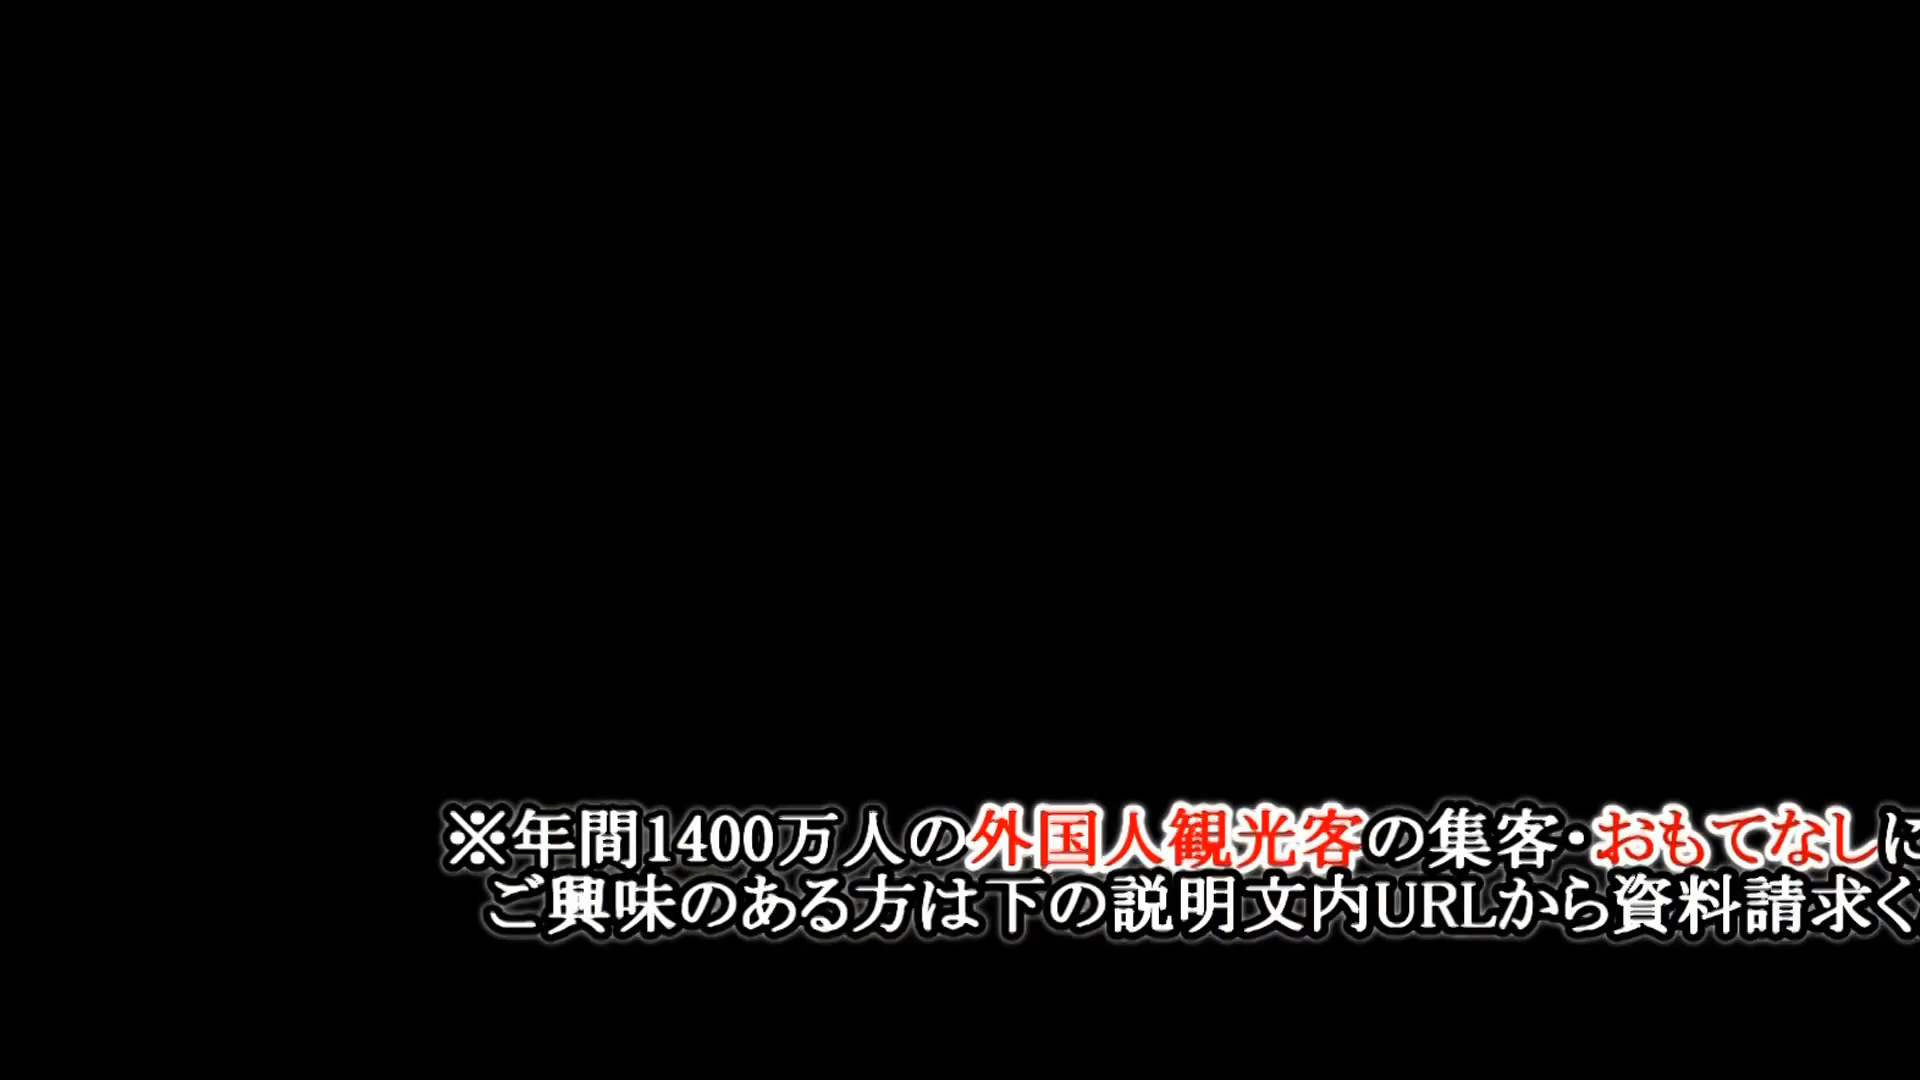 ※年間1400万人の外国人観光客の集客・おもてなしに
ご興味のある方は下の説明文内URLから資料請求く